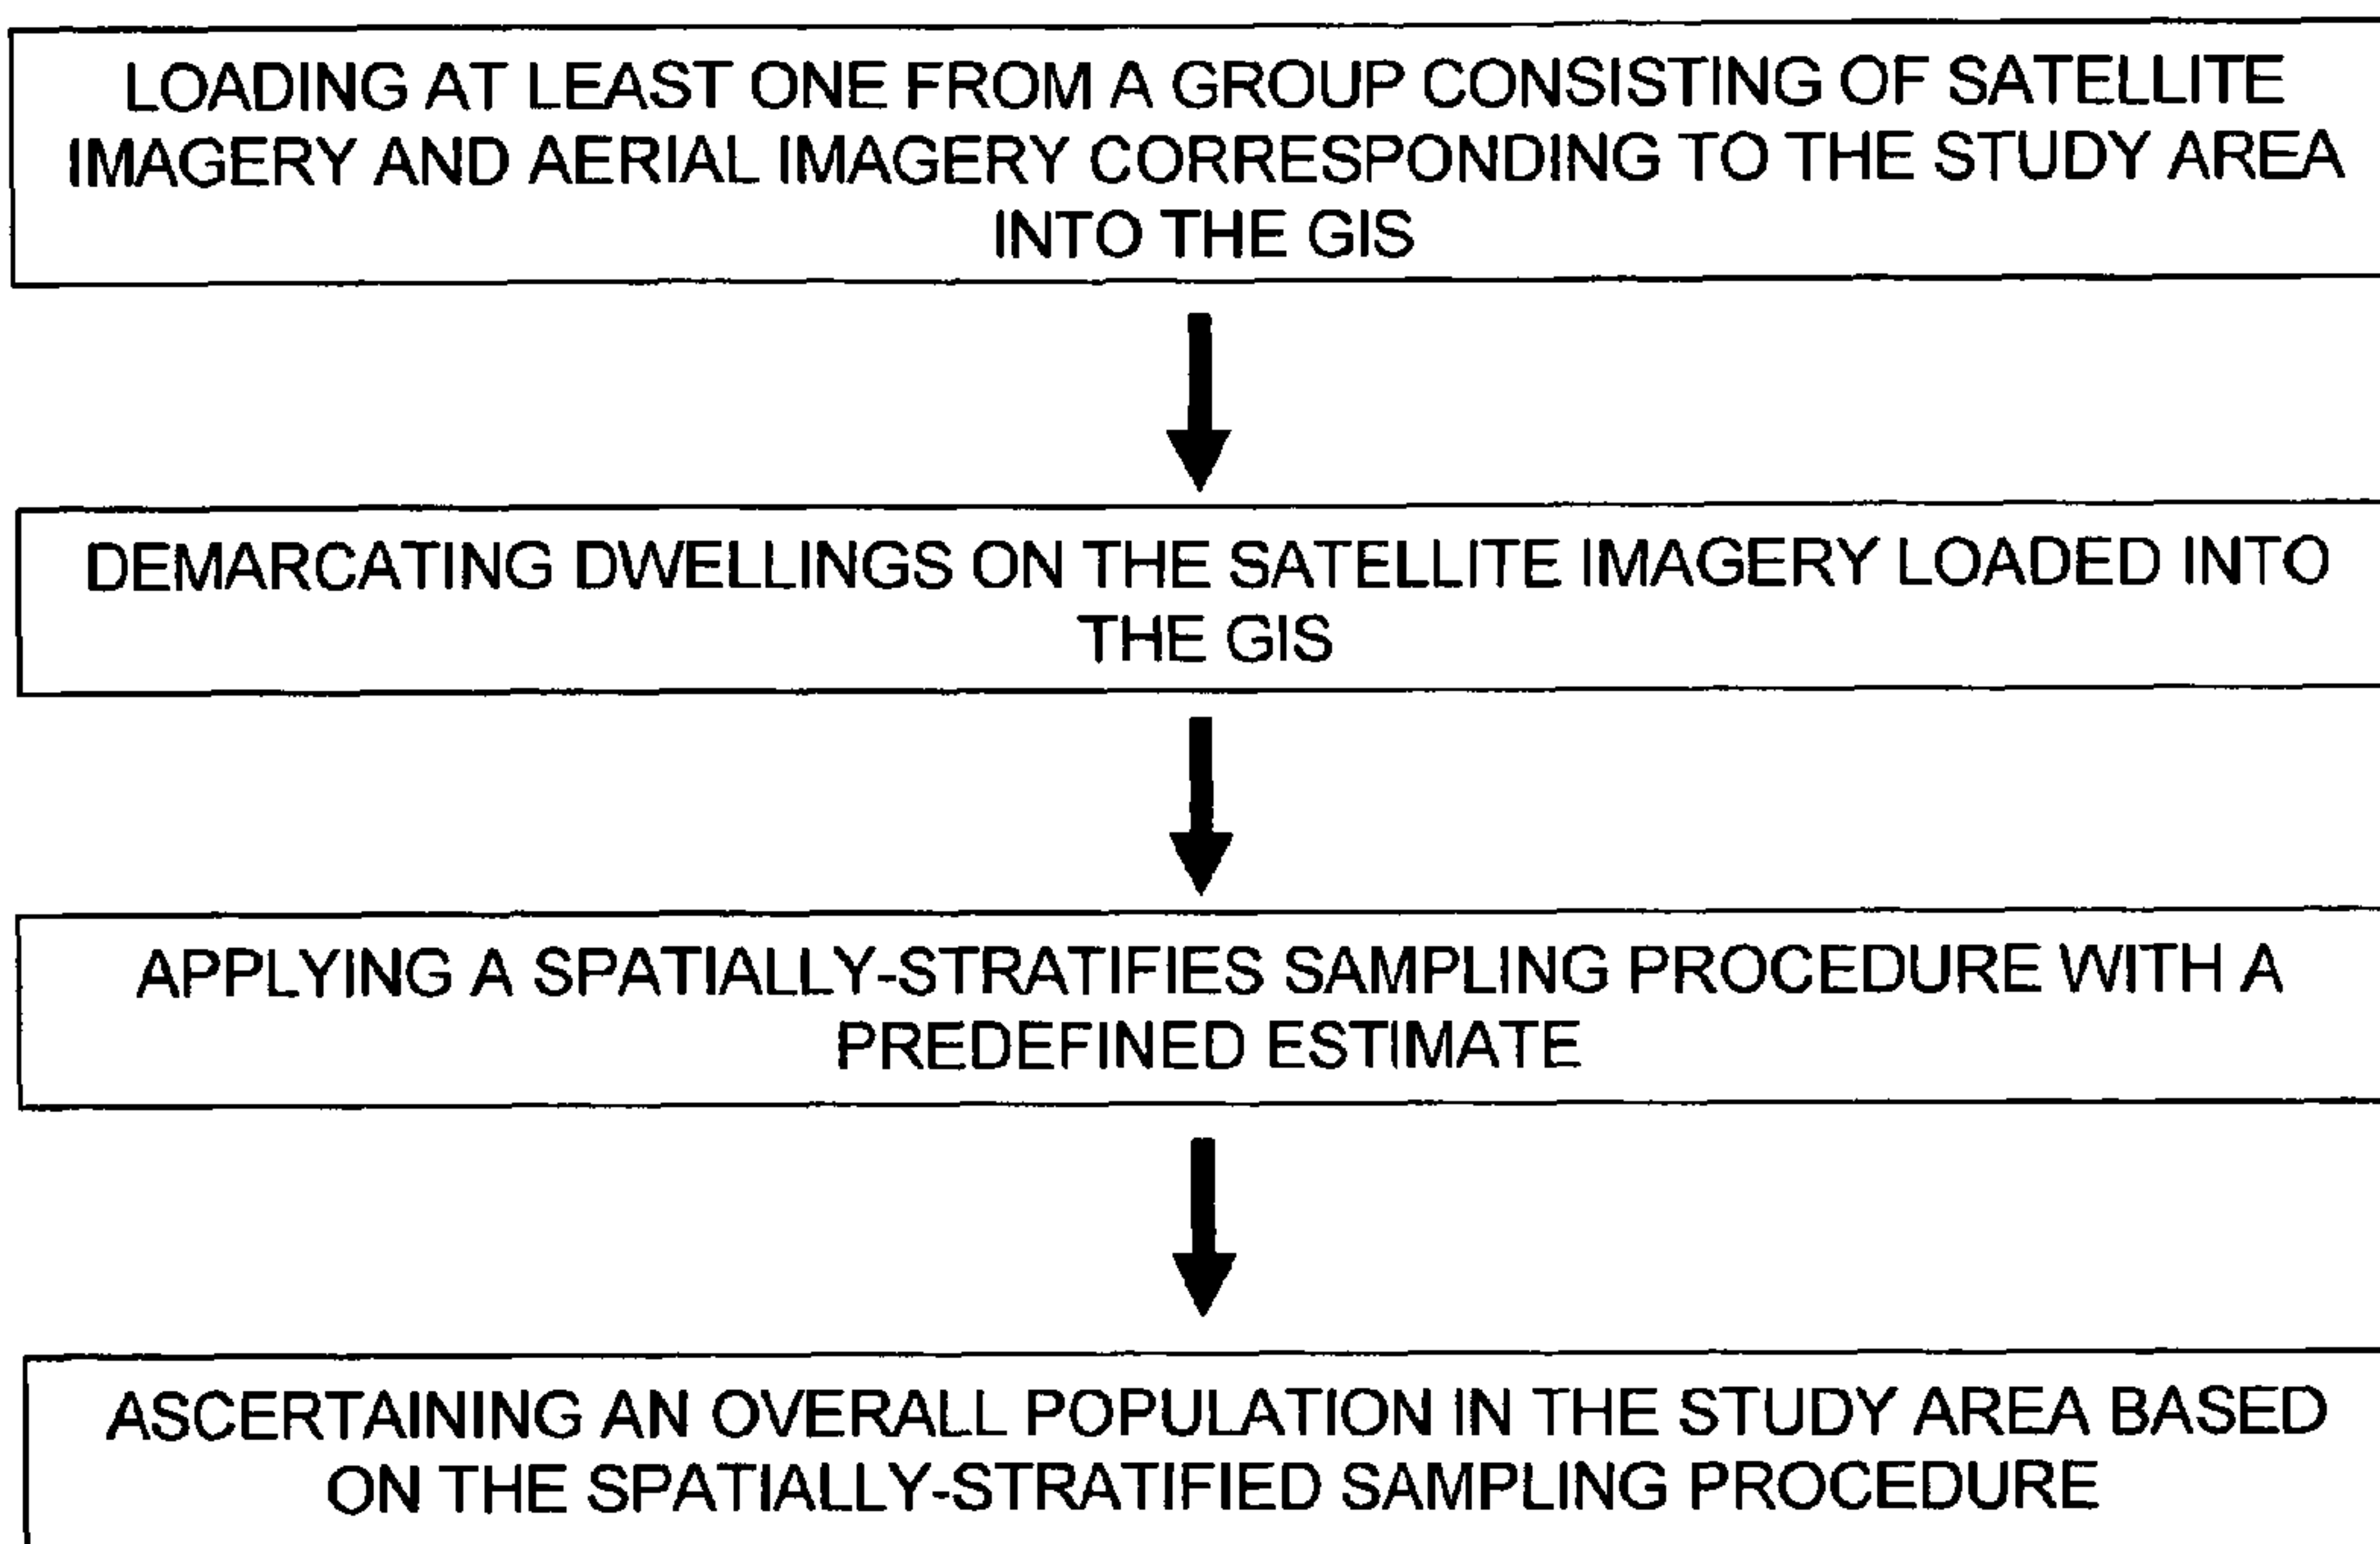 LOADING AT LEAST ONE FROM A GROUP CONSISTING OF SATELLITE
IMAGERY AND AERIAL IMAGERY CORRESPONDING TO THE STUDY AREA
INTO THE GIS
DEMARCATING DWELLINGS ON THE SATELLITE IMAGERY LOADED INTO
THE GIS
APPLYING A SPATIALLY-STRATIFIES SAMPLING PROCEDURE WITH A
PREDEFINED ESTIMATE
ASCERTAINING AN OVERALL POPULATION IN THE STUDY AREA BASED
ON THE SPATIALLY-STRATIFIED SAMPLING PROCEDURE